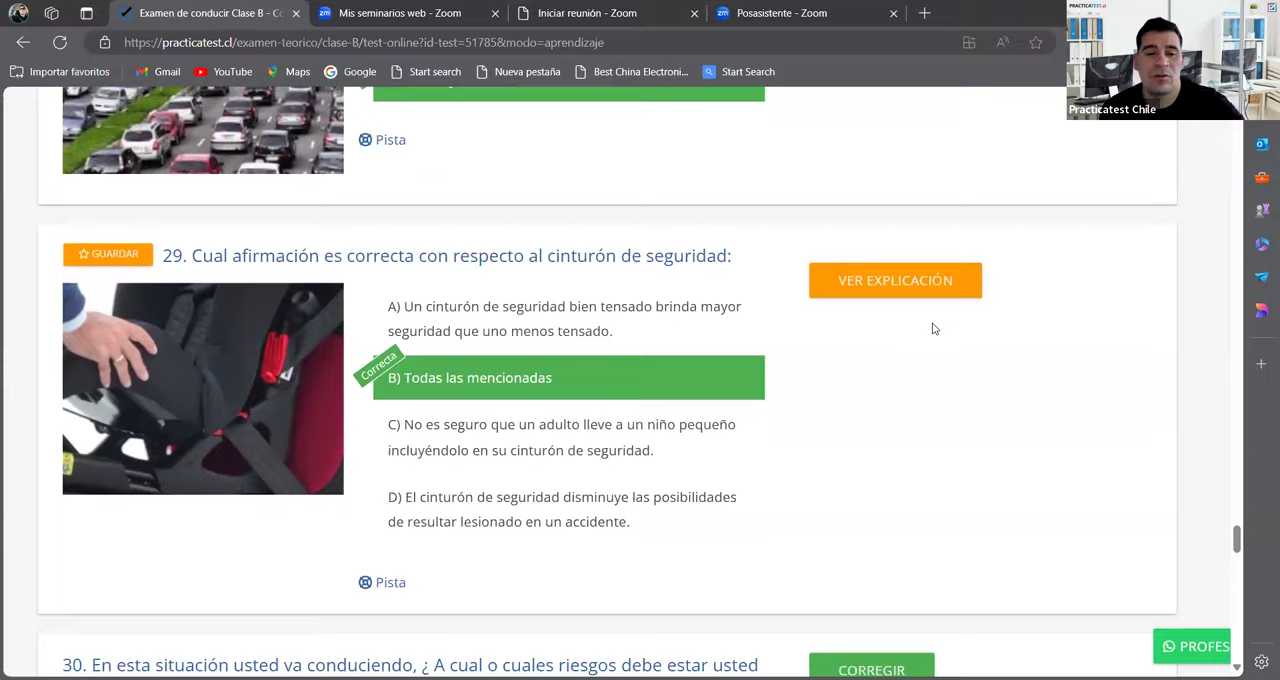 Examen de conducir Clase B - Co
Mis seminarios web - Zoom
Iniciar reunión - Zoom
Posasistente - Zoom
PRACTICATEST.cl
https://practicatest.cl/examen-teorico/clase-B/test-online?id-test=51785&modo=aprendizaje
Importar favoritos
Gmail
YouTube
Maps
Google
Start search
Nueva pestaña
Best China Electroni...
Start Search
Practicatest Chile
Pista
GUARDAR
29. Cual afirmación es correcta con respecto al cinturón de seguridad:
VER EXPLICACIÓN
A) Un cinturón de seguridad bien tensado brinda mayor
seguridad que uno menos tensado.
Correcta
B) Todas las mencionadas
C) No es seguro que un adulto lleve a un niño pequeño
incluyéndolo en su cinturón de seguridad.
D) El cinturón de seguridad disminuye las posibilidades
de resultar lesionado en un accidente.
Pista
PROFES
30. En esta situación usted va conduciendo, ¿ A cual o cuales riesgos debe estar usted
CORREGIR